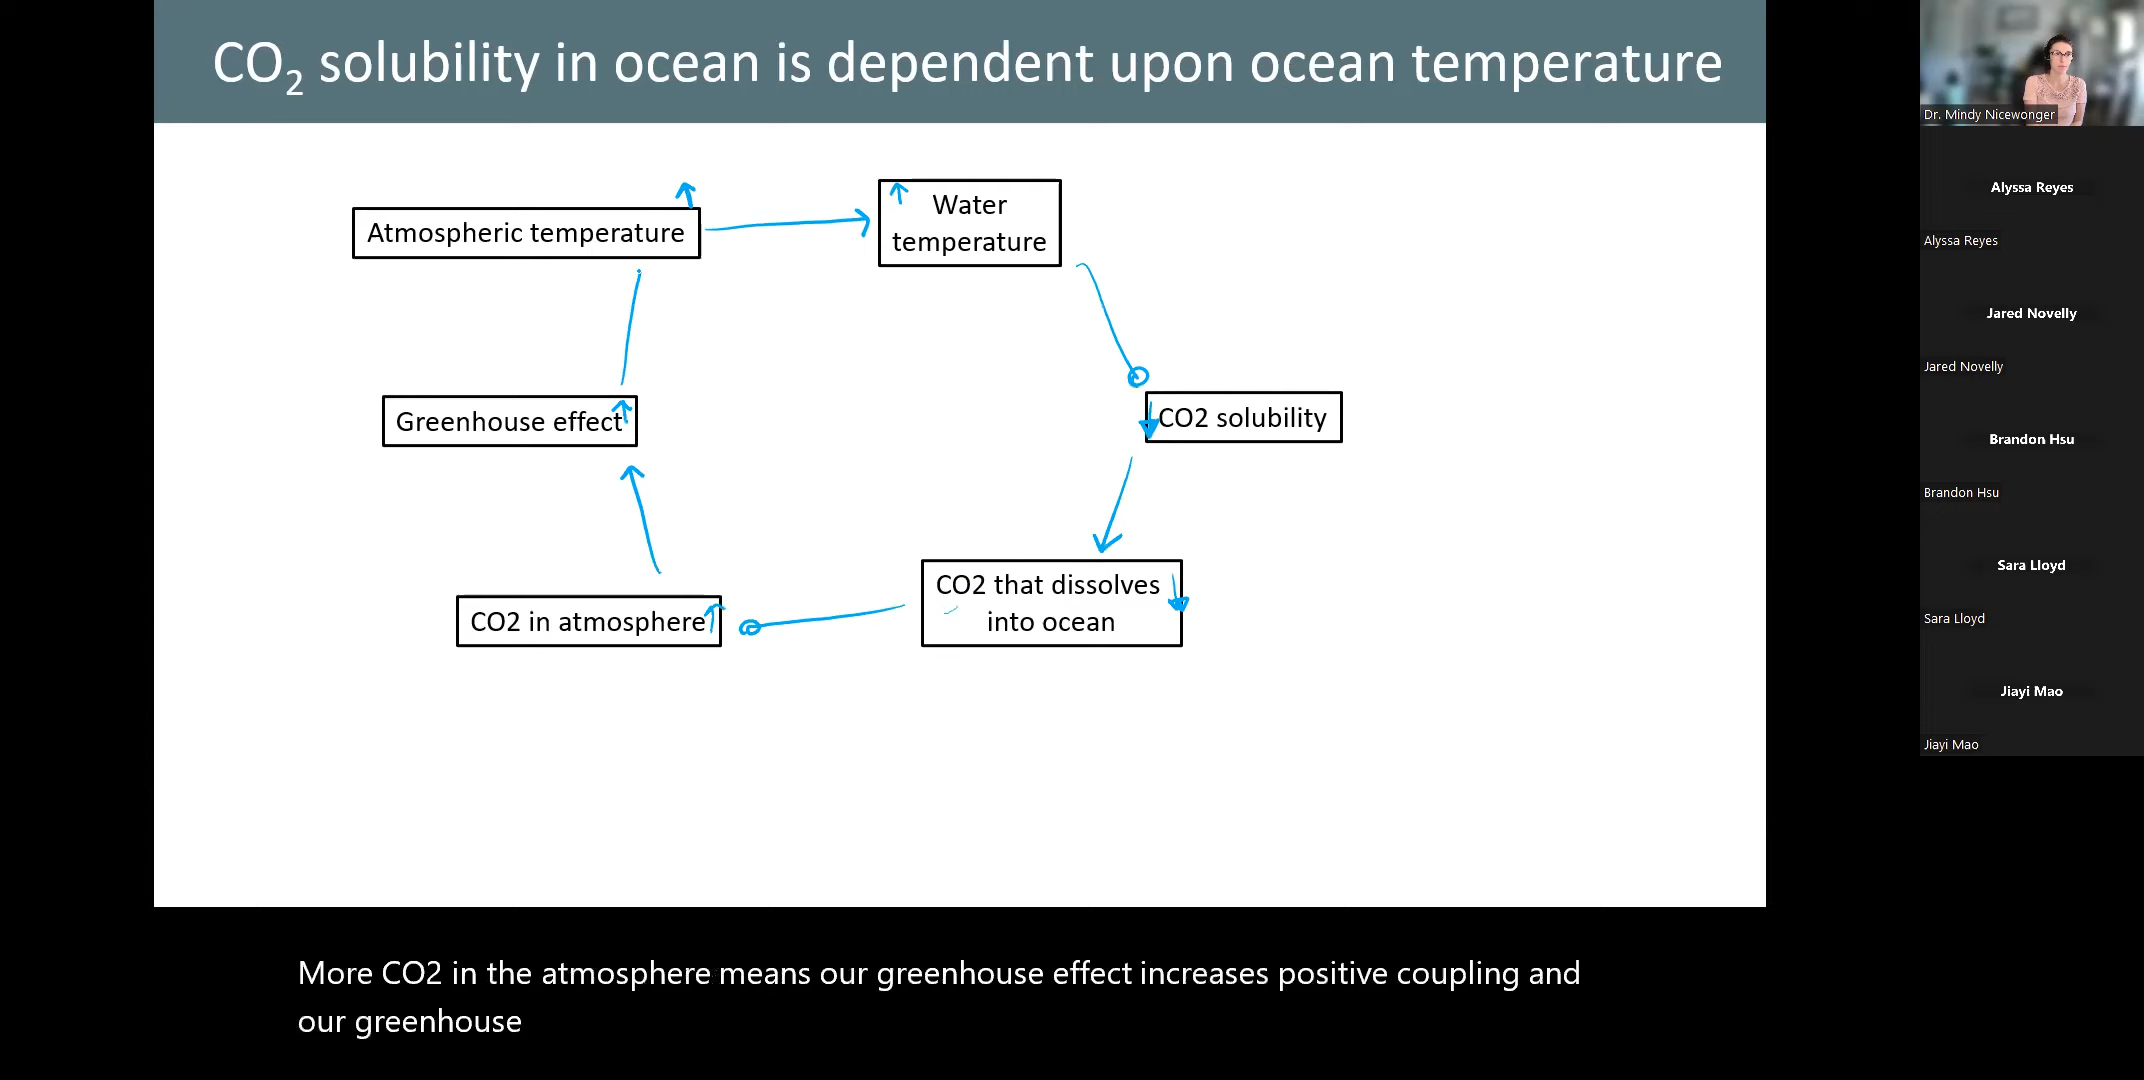 CO2 solubility in ocean is dependent upon ocean temperature
Atmospheric temperature
Water
temperature
Greenhouse effect
CO2 solubility
CO2 in atmosphere
CO2 that dissolves
into ocean
More CO2 in the atmosphere means our greenhouse effect increases positive coupling and
our greenhouse
Dr. Mindy Nicewonger
Alyssa Reyes
Alyssa Reyes
Jared Novelly
Jared Novelly
Brandon Hsu
Brandon Hsu
Sara Lloyd
Sara Lloyd
Jiayi Mao
Jiayi Mao